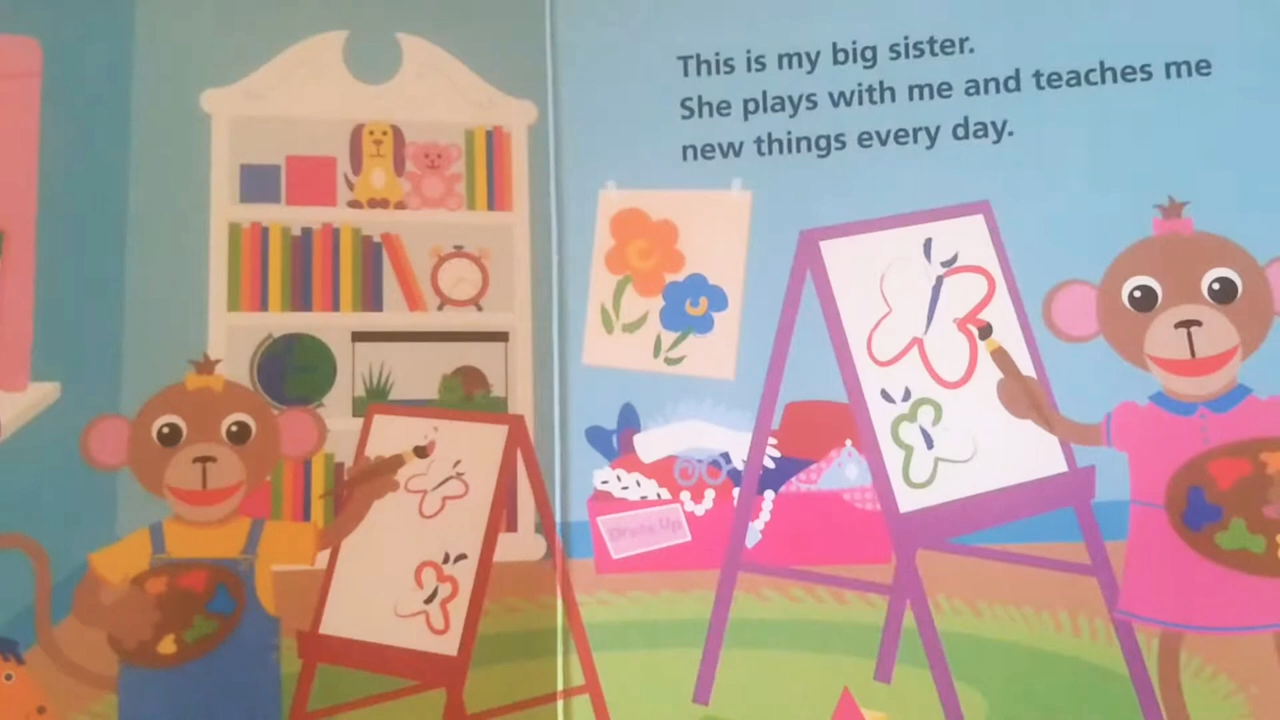 This is my big sister.
She plays with me and teaches me
new things every day.
Dress Up